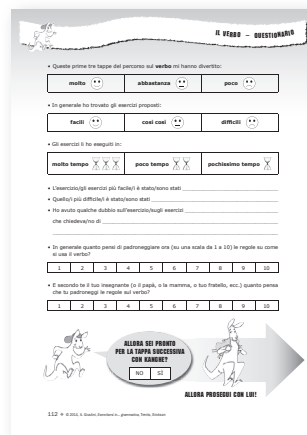 IL VERBO – QUESTIONARIO
• Queste prime tre tappe del percorso sul verbo mi hanno divertito:
molto abbastanza poco
• In generale ho trovato gli esercizi proposti:
facili così così difficili
• Gli esercizi li ho eseguiti in:
molto tempo poco tempo pochissimo tempo
• L'esercizio/gli esercizi più facile/i è stato/sono stati
• Quello/i più difficile/i è stato/sono stati
• Ho avuto qualche dubbio sull'esercizio/sugli esercizi
che chiedeva/no di
• In generale quanto pensi di padroneggiare ora (su una scala da 1 a 10) le regole su come
si usa il verbo?
1 2 3 4 5 6 7 8 9 10
• E secondo te il tuo insegnante (o il papà, o la mamma, o tuo fratello, ecc.) quanto pensa
che tu padroneggi le regole sul verbo?
1 2 3 4 5 6 7 8 9 10
ALLORA SEI PRONTO
PER LA TAPPA SUCCESSIVA
CON KANGHE?
NO SÌ
ALLORA PROSEGUI CON LUI!
112 • © 2011, Esercitarsi in... grammatica, Trento, Erickson